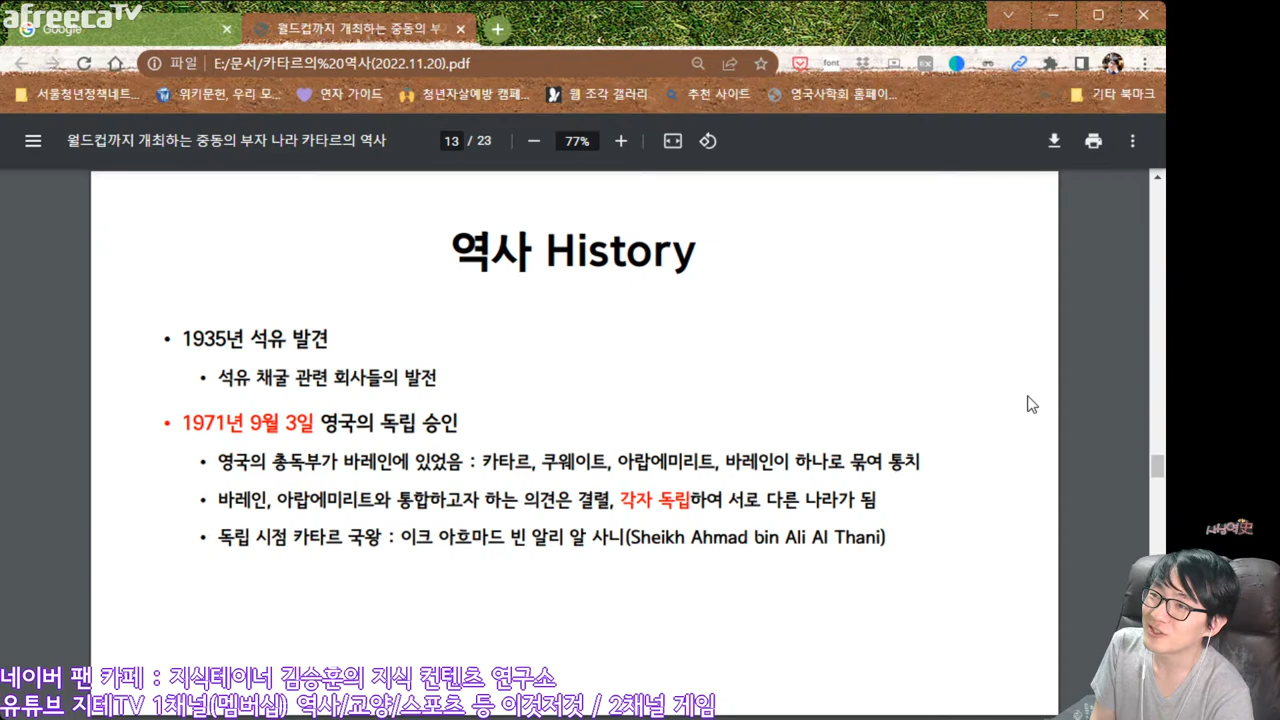 afreecaTV
Google
월드컵까지 개최하는 중동의 부
파일
E:/문서/카타르의%20역사(2022.11.20).pdf
font
서울청년정책네트...
위키문헌, 우리 모...
연자 가이드
청년자살예방 캠페...
웹 조각 갤러리
추천 사이트
영국사학회 홈페이...
기타 북마크
월드컵까지 개최하는 중동의 부자 나라 카타르의 역사
13 / 23
77%
역사 History
• 1935년 석유 발견
• 석유 채굴 관련 회사들의 발전
• 1971년 9월 3일 영국의 독립 승인
• 영국의 총독부가 바레인에 있었음 : 카타르, 쿠웨이트, 아랍에미리트, 바레인이 하나로 묶여 통치
• 바레인, 아랍에미리트와 통합하고자 하는 의견은 결렬, 각자 독립하여 서로 다른 나라가 됨
• 독립 시점 카타르 국왕 : 이크 아흐마드 빈 알리 알 사니(Sheikh Ahmad bin Ali Al Thani)
네이버 팬 카페 : 지식테이너 김승훈의 지식 컨텐츠 연구소
유튜브 지테TV 1채널(멤버십) 역사/교양/스포츠 등 이것저것 / 2채널 게임